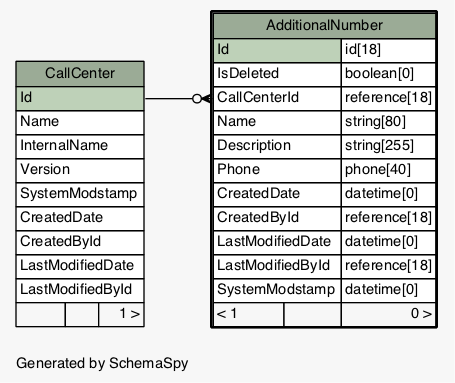 CallCenter
Id
Name
InternalName
Version
SystemModstamp
CreatedDate
CreatedById
LastModifiedDate
LastModifiedById
1 >
AdditionalNumber
Id id[18]
IsDeleted boolean[0]
CallCenterId reference[18]
Name string[80]
Description string[255]
Phone phone[40]
CreatedDate datetime[0]
CreatedById reference[18]
LastModifiedDate datetime[0]
LastModifiedById reference[18]
SystemModstamp datetime[0]
< 1 0 >
Generated by SchemaSpy